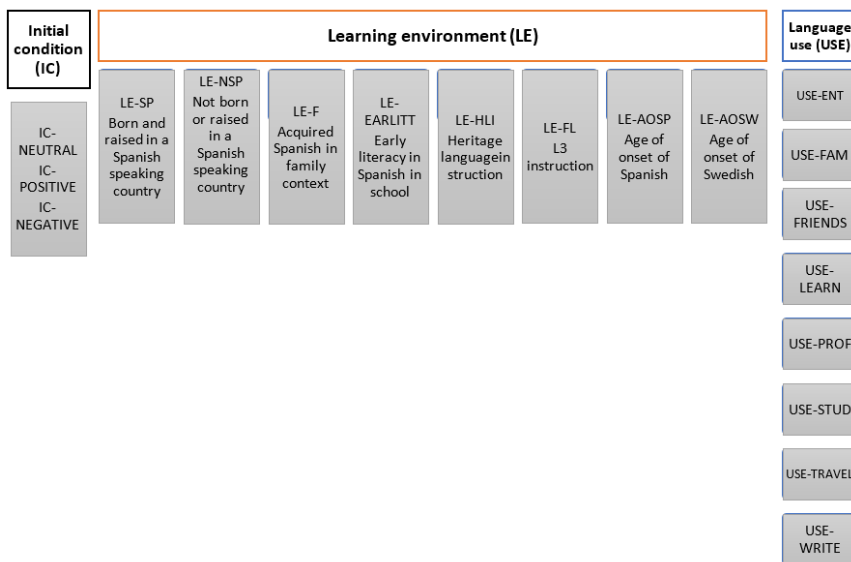 Initial
condition
(IC)
Learning environment (LE)
Language
use (USE)
IC-
NEUTRAL
IC-
POSITIVE
IC-
NEGATIVE
LE-SP
Born and
raised in a
Spanish
speaking
country
LE-NSP
Not born
or raised
in a
Spanish
speaking
country
LE-F
Acquired
Spanish in
family
context
LE-
EARLITT
Early
literacy in
Spanish in
school
LE-HLI
Heritage
languagein
struction
LE-FL
L3
instruction
LE-AOSP
Age of
onset of
Spanish
LE-AOSW
Age of
onset of
Swedish
USE-ENT
USE-FAM
USE-
FRIENDS
USE-
LEARN
USE-PROF
USE-STUD
USE-TRAVEL
USE-
WRITE